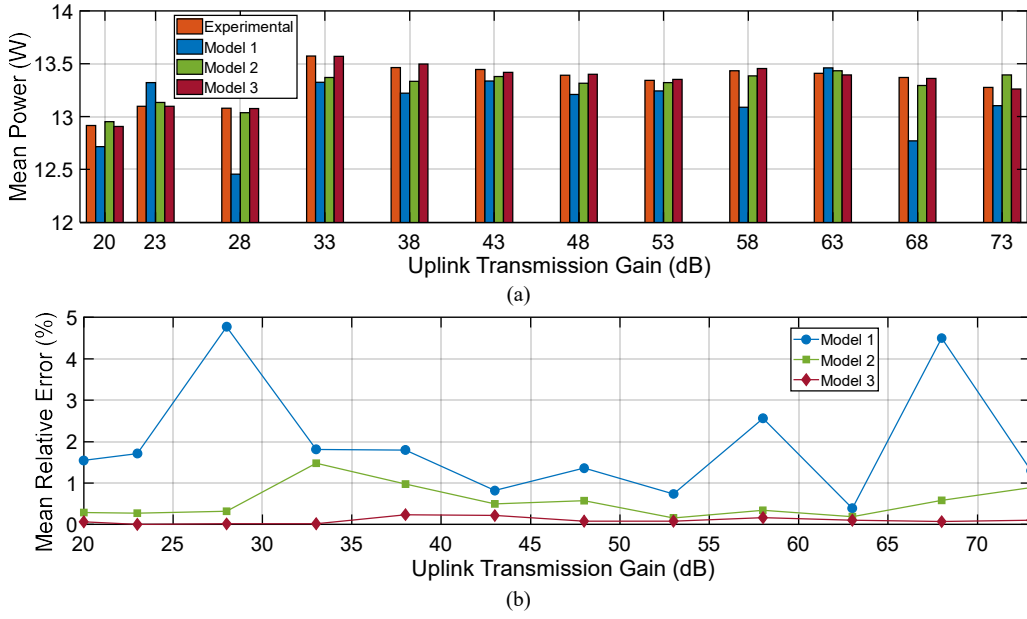 14
13.5
13
12.5
12
Mean Power (W)
Experimental
Model 1
Model 2
Model 3
20 23 28 33 38 43 48 53 58 63 68 73
Uplink Transmission Gain (dB)
(a)
5
4
3
2
1
0
Mean Relative Error (%)
Model 1
Model 2
Model 3
20 25 30 35 40 45 50 55 60 65 70
Uplink Transmission Gain (dB)
(b)